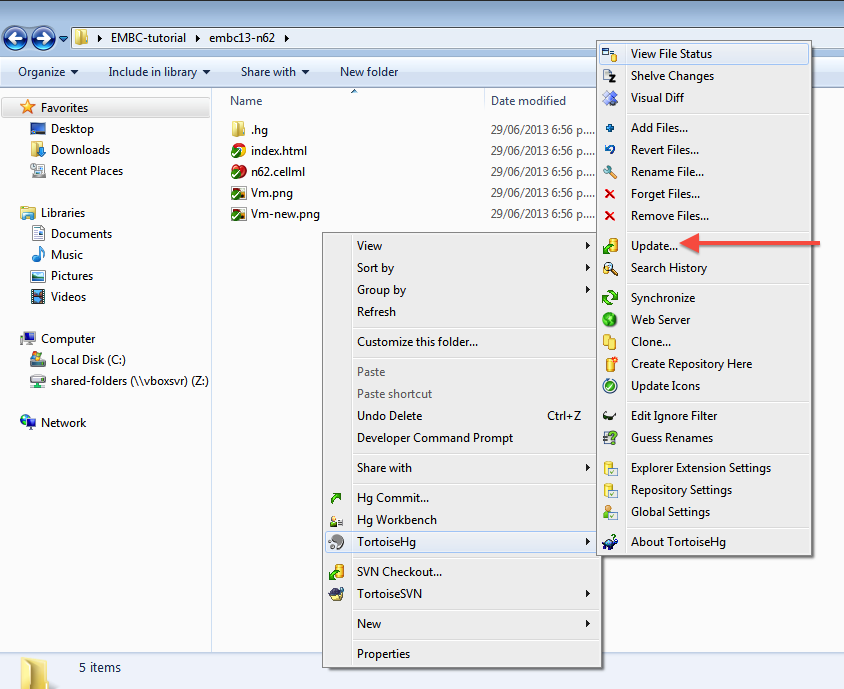 EMBC-tutorial embc13-n62
Organize Include in library Share with New folder
Favorites
Desktop
Downloads
Recent Places
Libraries
Documents
Music
Pictures
Videos
Computer
Local Disk (C:)
shared-folders (\\vboxsvr) (Z:)
Network
Name Date modified
.hg 29/06/2013 6:56 p....
index.html 29/06/2013 6:56 p....
n62.cellml 29/06/2013 6:56 p....
Vm.png 29/06/2013 6:56 p....
Vm-new.png 29/06/2013 6:56 p....
View
Sort by
Group by
Refresh
Customize this folder...
Paste
Paste shortcut
Undo Delete Ctrl+Z
Developer Command Prompt
Share with
Hg Commit...
Hg Workbench
TortoiseHg
SVN Checkout...
TortoiseSVN
New
Properties
View File Status
Shelve Changes
Visual Diff
Add Files...
Revert Files...
Rename File...
Forget Files...
Remove Files...
Update...
Search History
Synchronize
Web Server
Clone...
Create Repository Here
Update Icons
Edit Ignore Filter
Guess Renames
Explorer Extension Settings
Repository Settings
Global Settings
About TortoiseHg
5 items